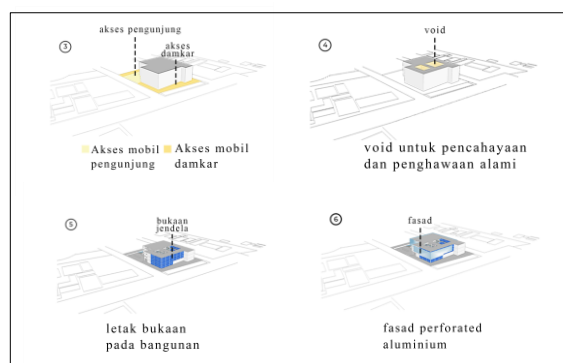 3
akses pengunjung
akses
damkar
Akses mobil
pengunjung
Akses mobil
damkar
4
void
void untuk pencahayaan
dan penghawaan alami
5
bukaan
jendela
letak bukaan
pada bangunan
6
fasad
fasad perforated
aluminium